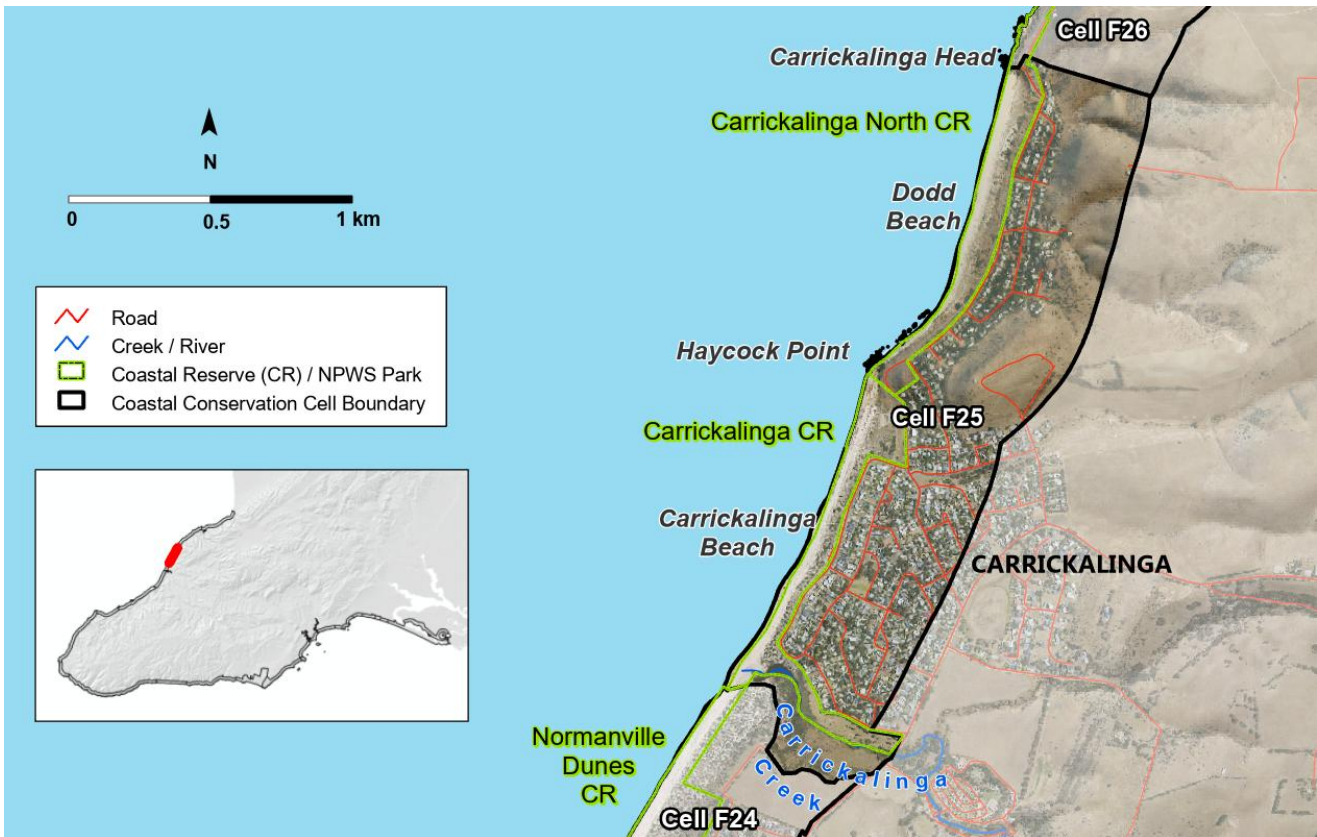 Cell F26
Carrickalinga Head
Carrickalinga North CR
N
0
0.5
1 km
Dodd
Beach
Road
Creek / River
Coastal Reserve (CR) / NPWS Park
Coastal Conservation Cell Boundary
Haycock Point
Cell F25
Carrickalinga CR
Carrickalinga
Beach
CARRICKALINGA
Normanville
Dunes
CR
Carrickalinga
Creek
Cell F24